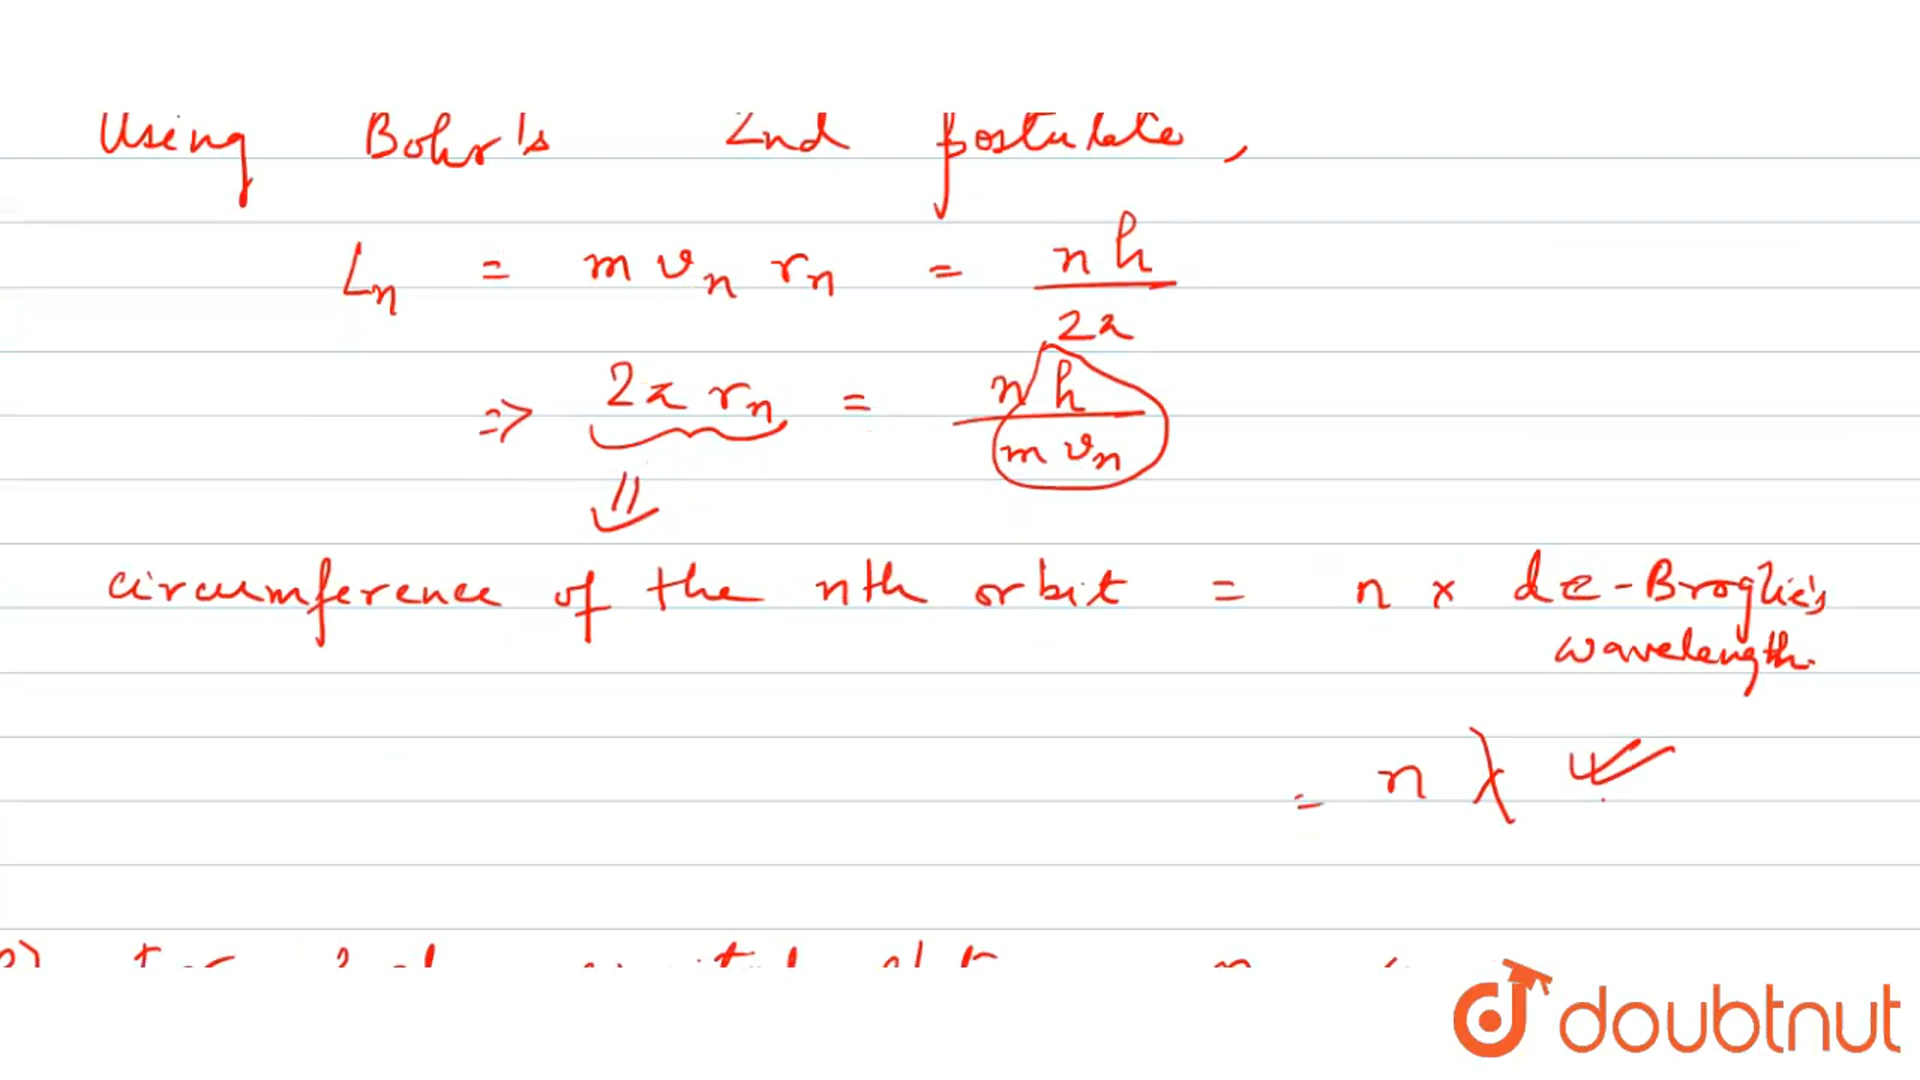 Using Bohr's 2nd postulate,
Ln = m vn rn = nh/2π
=> 2π rn = nh/m vn
circumference of the nth orbit = n x de-Broglie's
wavelength.
= n λ
doubtnut